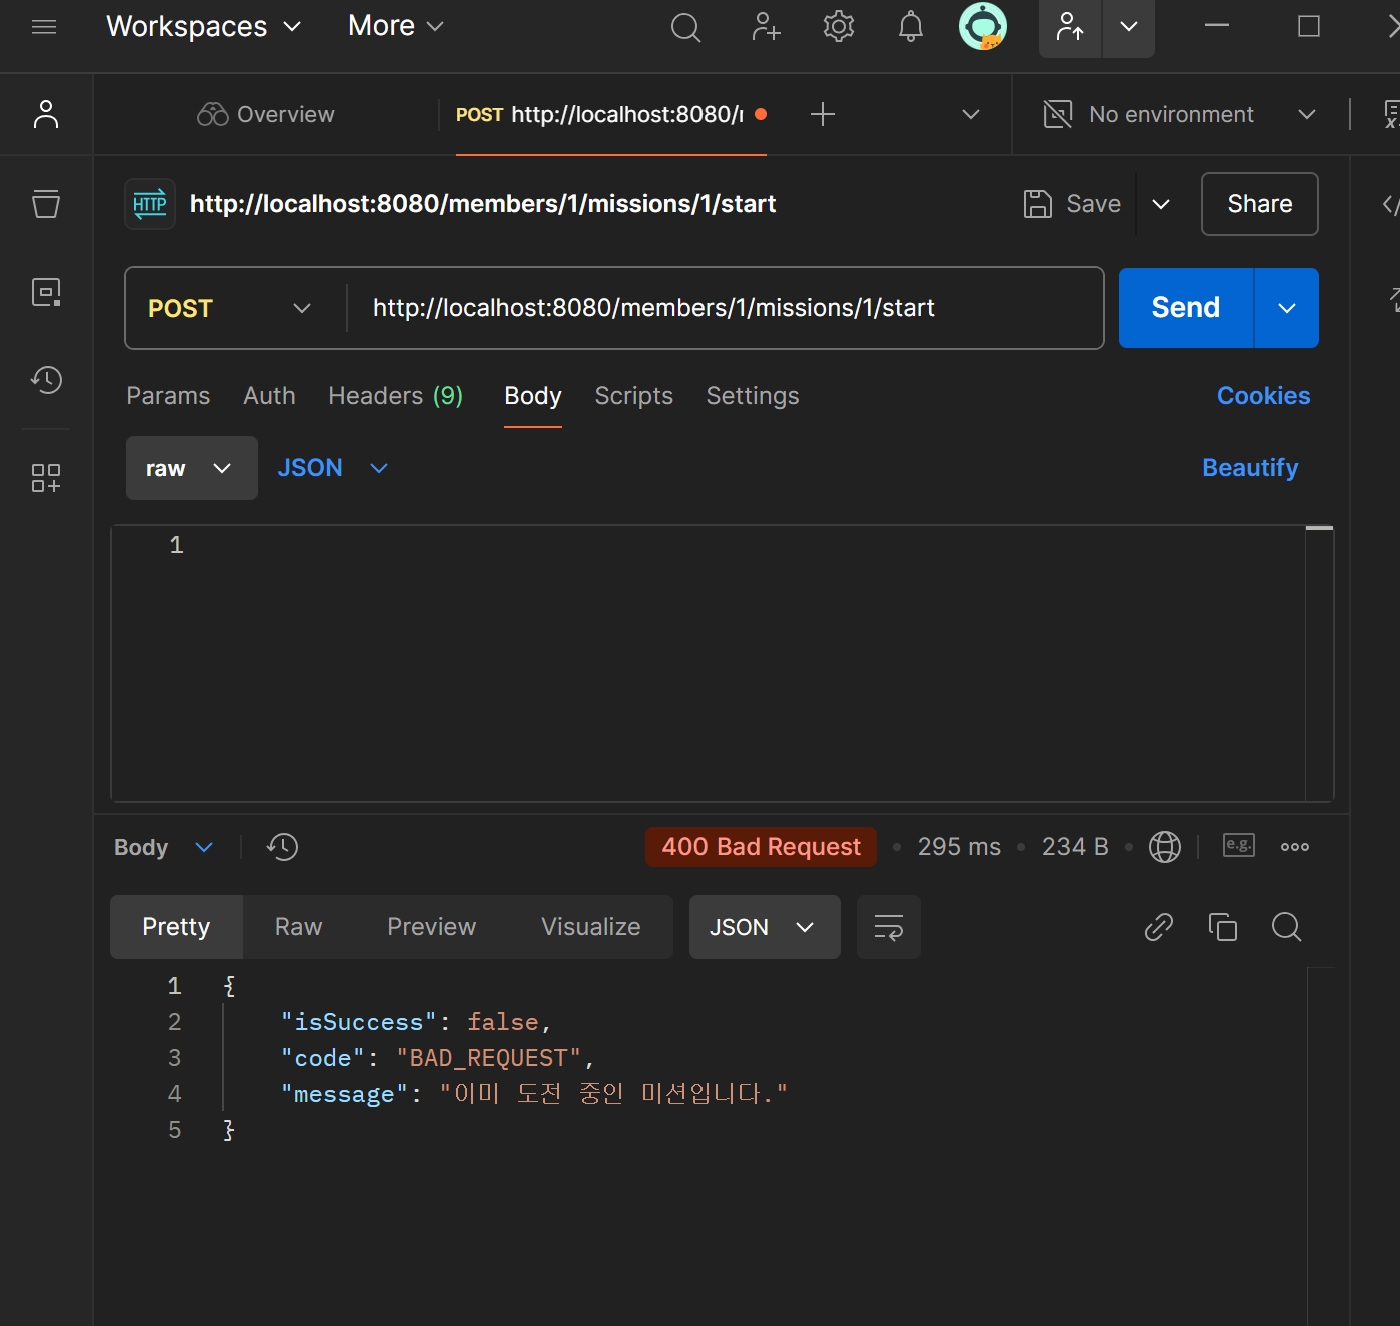 Workspaces More
Overview POST http://localhost:8080/ No environment
HTTP http://localhost:8080/members/1/missions/1/start Save Share
POST http://localhost:8080/members/1/missions/1/start Send
Params Auth Headers (9) Body Scripts Settings Cookies
raw JSON Beautify
1
Body 400 Bad Request 295 ms 234 B e.g.
Pretty Raw Preview Visualize JSON
1 {
2 "isSuccess": false,
3 "code": "BAD_REQUEST",
4 "message": "이미 도전 중인 미션입니다."
5 }